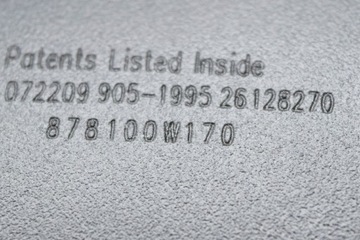 Patents Listed Inside
072209 905-1995 26128270
878100W170